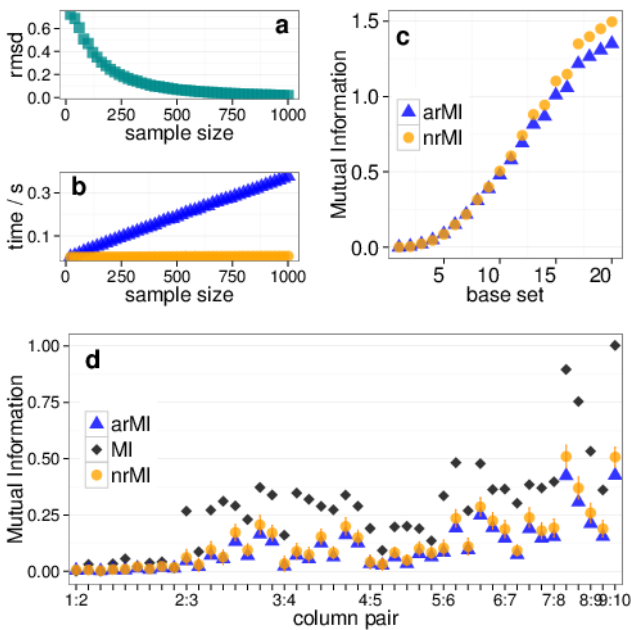 a
rmsd
0.6
0.4
0.2
0.0
0 250 500 750 1000
sample size
b
time / s
0.3
0.1
0 250 500 750 1000
sample size
c
Mutual Information
1.5
1.0
0.5
0.0
arMI
nrMI
5 10 15 20
base set
d
Mutual Information
1.00
0.75
0.50
0.25
0.00
arMI
MI
nrMI
1:2 2:3 3:4 4:5 5:6 6:7 7:8 8:9 9:10
column pair